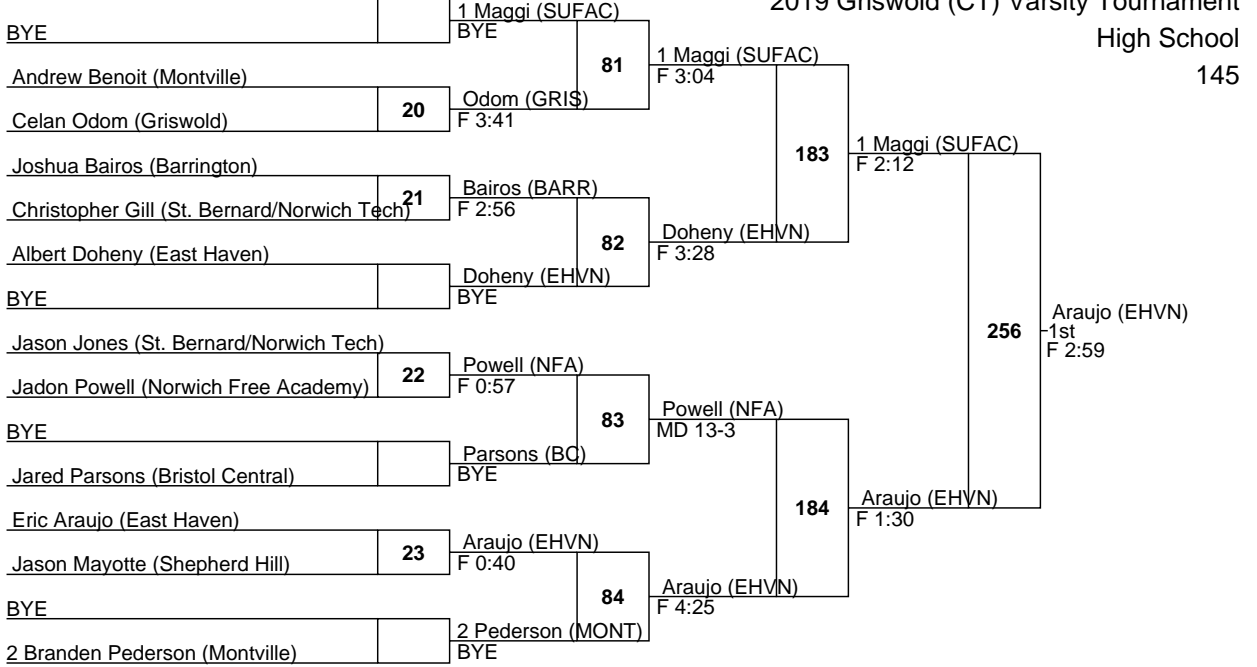 2019 Griswold (CT) Varsity Tournament
High School
145
BYE
1 Maggi (SUFAC)
BYE
81
1 Maggi (SUFAC)
F 3:04
Andrew Benoit (Montville)
20
Odom (GRIS)
F 3:41
Celan Odom (Griswold)
183
1 Maggi (SUFAC)
F 2:12
Joshua Bairos (Barrington)
21
Bairos (BARR)
F 2:56
Christopher Gill (St. Bernard/Norwich Tech)
82
Doheny (EHVN)
F 3:28
Albert Doheny (East Haven)
Doheny (EHVN)
BYE
BYE
256
Araujo (EHVN)
1st
F 2:59
Jason Jones (St. Bernard/Norwich Tech)
22
Powell (NFA)
F 0:57
Jadon Powell (Norwich Free Academy)
83
Powell (NFA)
MD 13-3
BYE
Parsons (BC)
BYE
Jared Parsons (Bristol Central)
184
Araujo (EHVN)
F 1:30
Eric Araujo (East Haven)
23
Araujo (EHVN)
F 0:40
Jason Mayotte (Shepherd Hill)
84
Araujo (EHVN)
F 4:25
BYE
2 Pederson (MONT)
BYE
2 Branden Pederson (Montville)